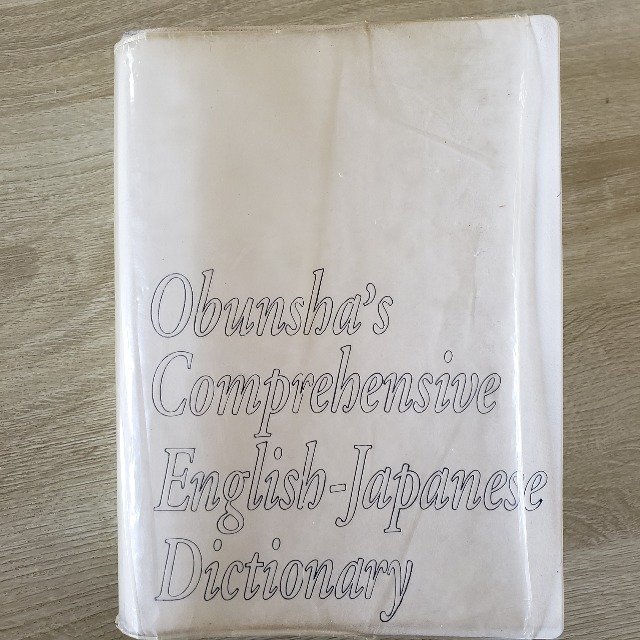 Obunsha's
Comprehensive
English-Japanese
Dictionary